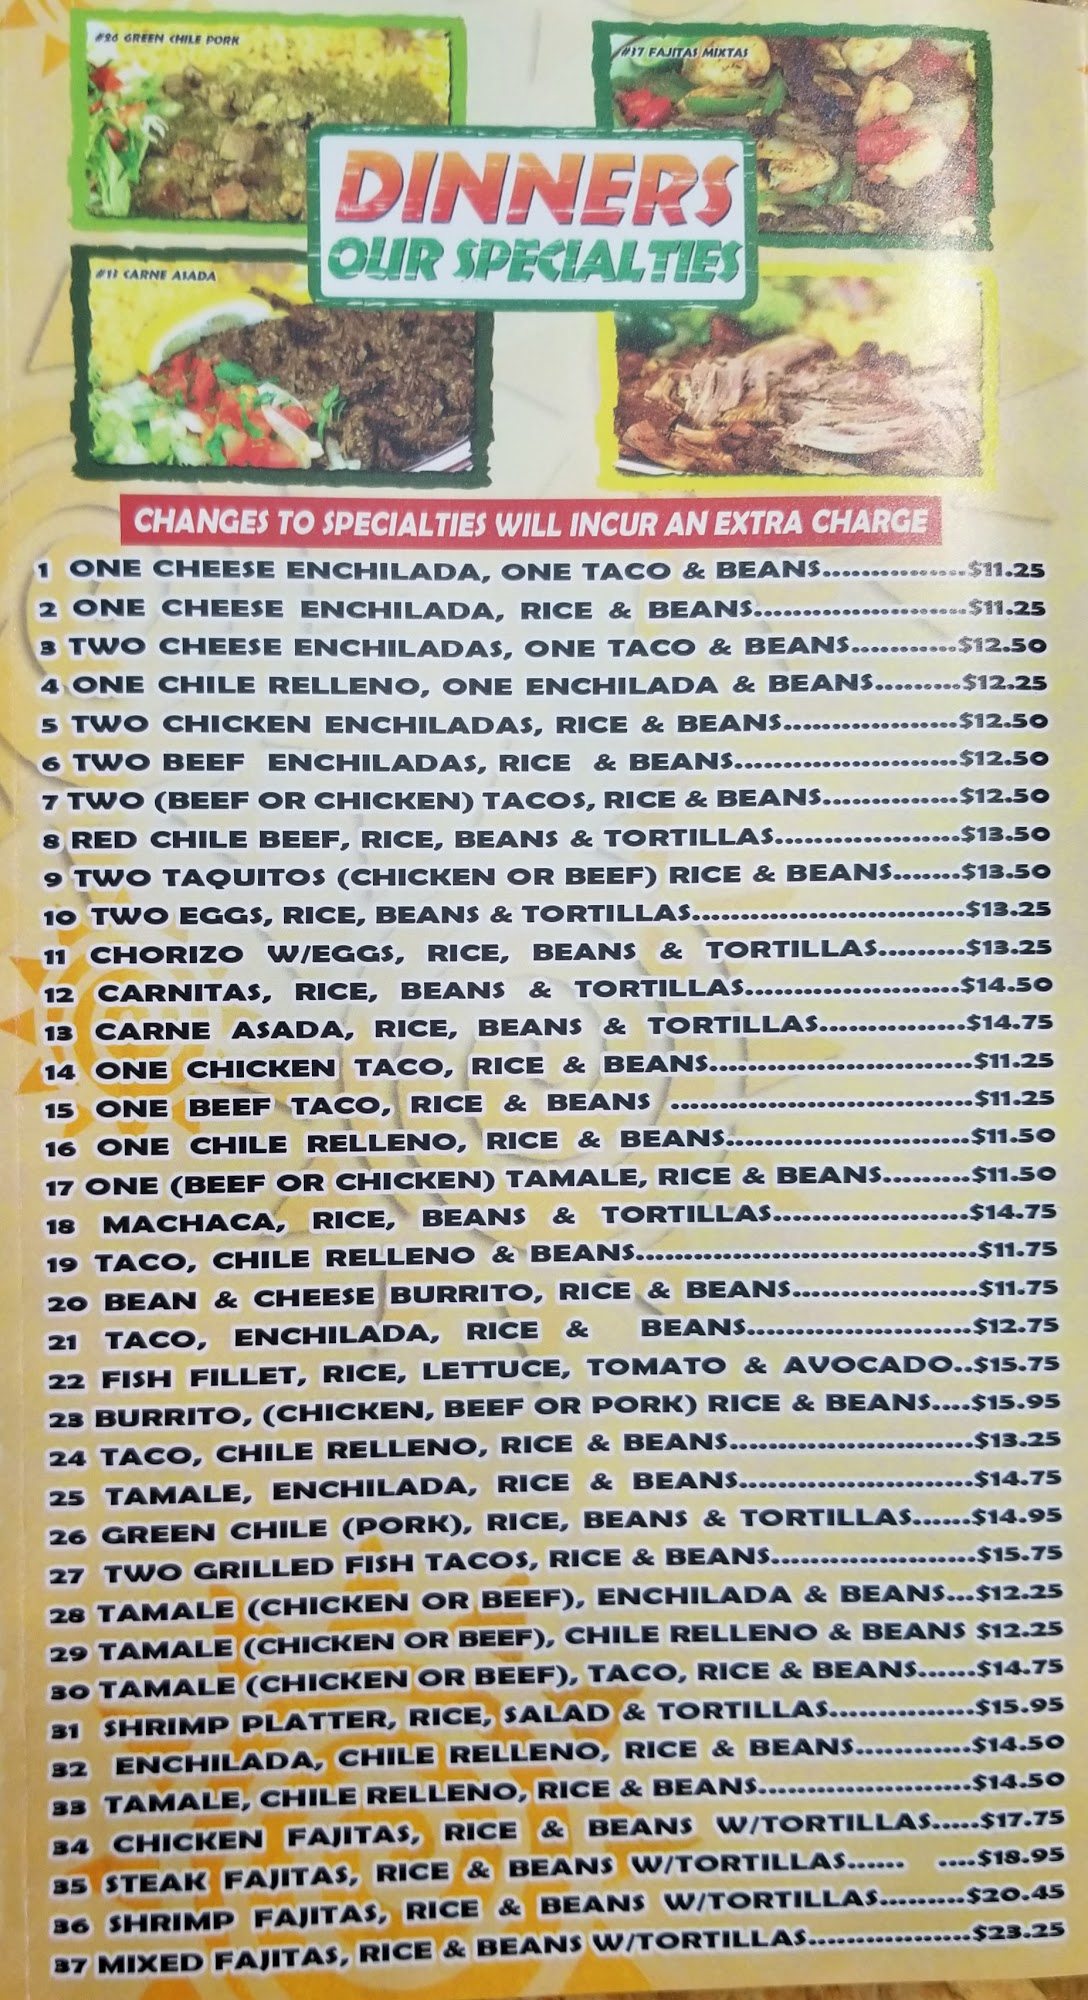 #26 GREEN CHILE PORK
#37 FAJITAS MIXTAS
DINNERS
OUR SPECIALTIES
#13 CARNE ASADA
CHANGES TO SPECIALTIES WILL INCUR AN EXTRA CHARGE
1 ONE CHEESE ENCHILADA, ONE TACO & BEANS...............$11.25
2 ONE CHEESE ENCHILADA, RICE & BEANS......................$11.25
3 TWO CHEESE ENCHILADAS, ONE TACO & BEANS...........$12.50
4 ONE CHILE RELLENO, ONE ENCHILADA & BEANS.........$12.25
5 TWO CHICKEN ENCHILADAS, RICE & BEANS..................$12.50
6 TWO BEEF ENCHILADAS, RICE & BEANS.......................$12.50
7 TWO (BEEF OR CHICKEN) TACOS, RICE & BEANS..............$12.50
8 RED CHILE BEEF, RICE, BEANS & TORTILLAS...................$13.50
9 TWO TAQUITOS (CHICKEN OR BEEF) RICE & BEANS.......$13.50
10 TWO EGGS, RICE, BEANS & TORTILLAS............................$13.25
11 CHORIZO W/EGGS, RICE, BEANS & TORTILLAS.........$13.25
12 CARNITAS, RICE, BEANS & TORTILLAS......................$14.50
13 CARNE ASADA, RICE, BEANS & TORTILLAS...............$14.75
14 ONE CHICKEN TACO, RICE & BEANS...........................$11.25
15 ONE BEEF TACO, RICE & BEANS ...............................$11.25
16 ONE CHILE RELLENO, RICE & BEANS.........................$11.50
17 ONE (BEEF OR CHICKEN) TAMALE, RICE & BEANS.........$11.50
18 MACHACA, RICE, BEANS & TORTILLAS....................$14.75
19 TACO, CHILE RELLENO & BEANS...................................$11.75
20 BEAN & CHEESE BURRITO, RICE & BEANS...................$11.75
21 TACO, ENCHILADA, RICE & BEANS.......................$12.75
22 FISH FILLET, RICE, LETTUCE, TOMATO & AVOCADO..$15.75
23 BURRITO, (CHICKEN, BEEF OR PORK) RICE & BEANS....$15.95
24 TACO, CHILE RELLENO, RICE & BEANS.........................$13.25
25 TAMALE, ENCHILADA, RICE & BEANS........................$14.75
26 GREEN CHILE (PORK), RICE, BEANS & TORTILLAS......$14.95
27 TWO GRILLED FISH TACOS, RICE & BEANS.....................$15.75
28 TAMALE (CHICKEN OR BEEF), ENCHILADA & BEANS...$12.25
29 TAMALE (CHICKEN OR BEEF), CHILE RELLENO & BEANS $12.25
30 TAMALE (CHICKEN OR BEEF), TACO, RICE & BEANS......$14.75
31 SHRIMP PLATTER, RICE, SALAD & TORTILLAS...............$15.95
32 ENCHILADA, CHILE RELLENO, RICE & BEANS............$14.50
33 TAMALE, CHILE RELLENO, RICE & BEANS......................$14.50
34 CHICKEN FAJITAS, RICE & BEANS W/TORTILLAS.....$17.75
35 STEAK FAJITAS, RICE & BEANS W/TORTILLAS...... ....$18.95
36 SHRIMP FAJITAS, RICE & BEANS W/TORTILLAS.........$20.45
37 MIXED FAJITAS, RICE & BEANS W/TORTILLAS.................$23.25